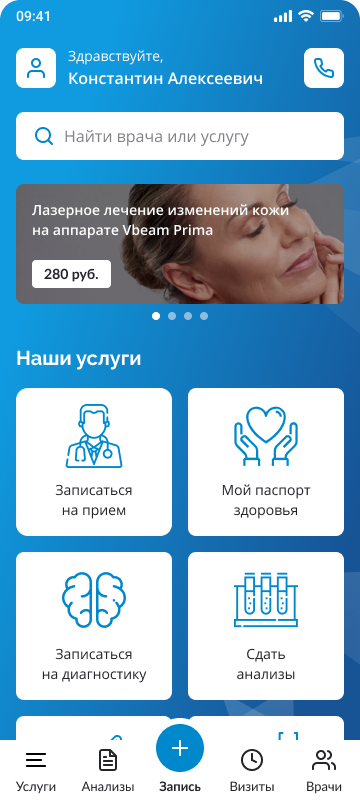 09:41
Здравствуйте,
Константин Алексеевич
Найти врача или услугу
Лазерное лечение изменений кожи
на аппарате Vbeam Prima
280 руб.
Наши услуги
Записаться
на прием
Мой паспорт
здоровья
Записаться
на диагностику
Сдать
анализы
Услуги
Анализы
Запись
Визиты
Врачи